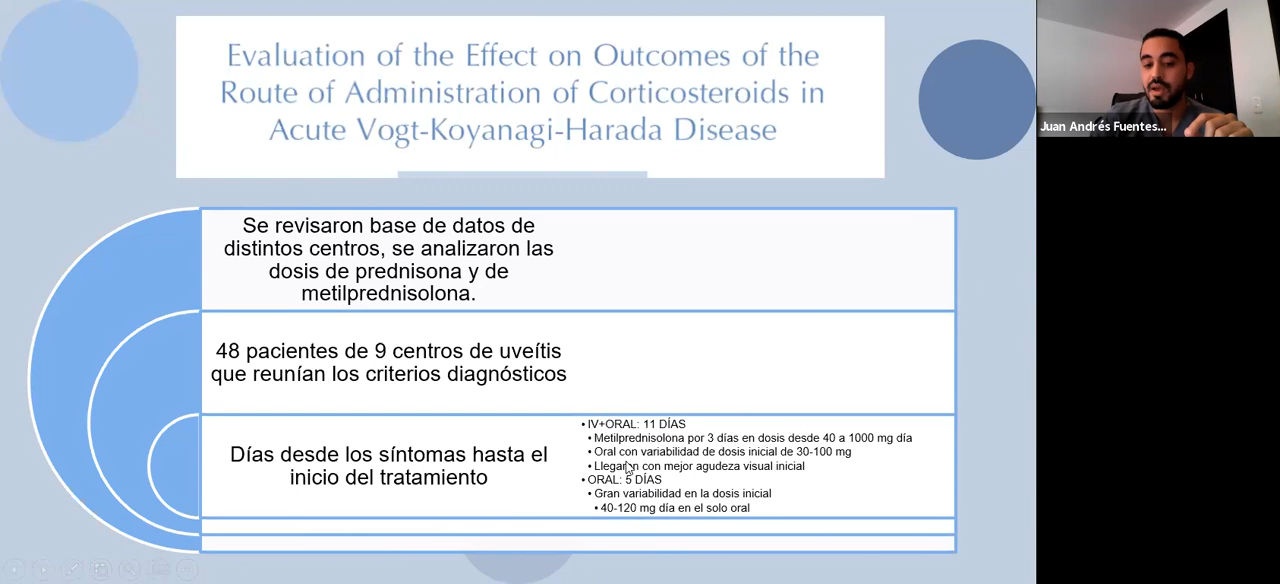 Evaluation of the Effect on Outcomes of the
Route of Administration of Corticosteroids in
Acute Vogt-Koyanagi-Harada Disease
Juan Andrés Fuentes...
Se revisaron base de datos de
distintos centros, se analizaron las
dosis de prednisona y de
metilprednisolona.
48 pacientes de 9 centros de uveítis
que reunían los criterios diagnósticos
Días desde los síntomas hasta el
inicio del tratamiento
• IV+ORAL: 11 DÍAS
• Metilprednisolona por 3 días en dosis desde 40 a 1000 mg día
• Oral con variabilidad de dosis inicial de 30-100 mg
• Llegaron con mejor agudeza visual inicial
• ORAL: 5 DÍAS
• Gran variabilidad en la dosis inicial
• 40-120 mg día en el solo oral